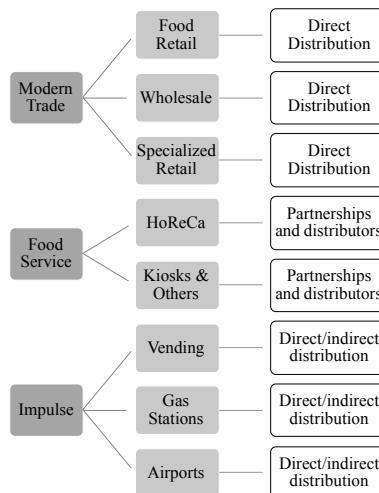 Food
Retail
Direct
Distribution
Modern
Trade
Wholesale
Direct
Distribution
Specialized
Retail
Direct
Distribution
Food
Service
HoReCa
Partnerships
and distributors
Kiosks &
Others
Partnerships
and distributors
Impulse
Vending
Direct/indirect
distribution
Gas
Stations
Direct/indirect
distribution
Airports
Direct/indirect
distribution